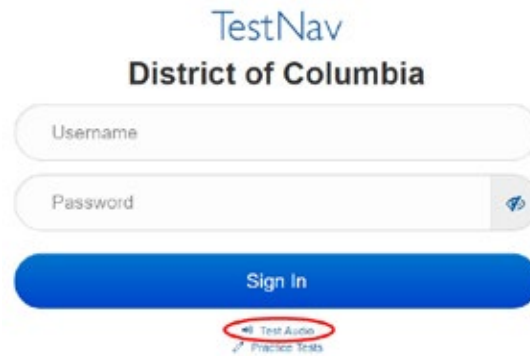 TestNav
District of Columbia
Username
Password
Sign In
Test Audio
Practice Tests